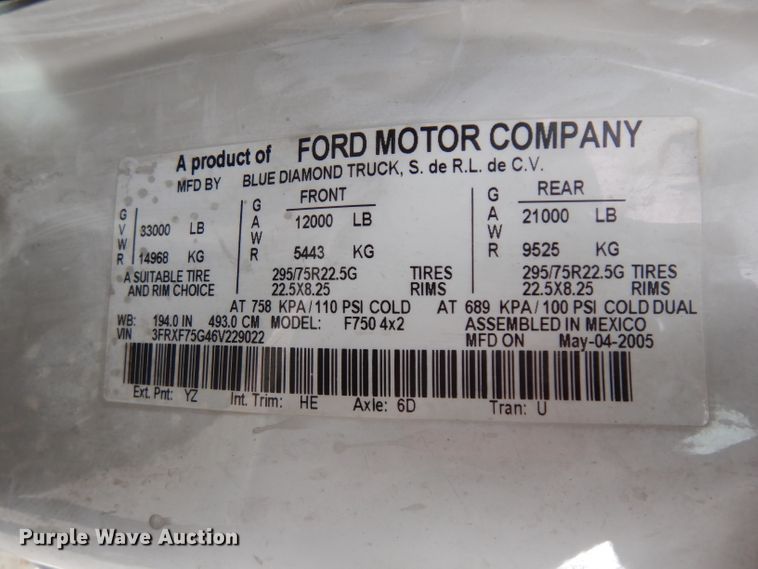 A product of FORD MOTOR COMPANY
MFD BY BLUE DIAMOND TRUCK, S. de R.L. de C.V.
GVWR 33000 LB
14968 KG
FRONT
GAWR 12000 LB
5443 KG
REAR
GAWR 21000 LB
9525 KG
A SUITABLE TIRE 295/75R22.5G TIRES 295/75R22.5G TIRES
AND RIM CHOICE 22.5X8.25 RIMS 22.5X8.25 RIMS
AT 758 KPA/110 PSI COLD AT 689 KPA/100 PSI COLD DUAL
WB: 194.0 IN 493.0 CM MODEL: F750 4x2 ASSEMBLED IN MEXICO
VIN 3FRXF75G46V229022 MFD ON May-04-2005
Ext. Pnt: YZ Int. Trim: HE Axle: 6D Tran: U
Purple Wave Auction